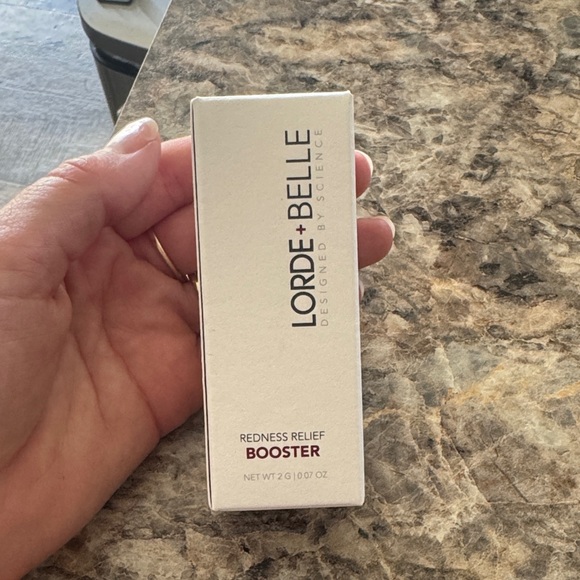 LORDE+BELLE
DESIGNED BY SCIENCE
REDNESS RELIEF
BOOSTER
NET WT 2 G | 0.07 OZ